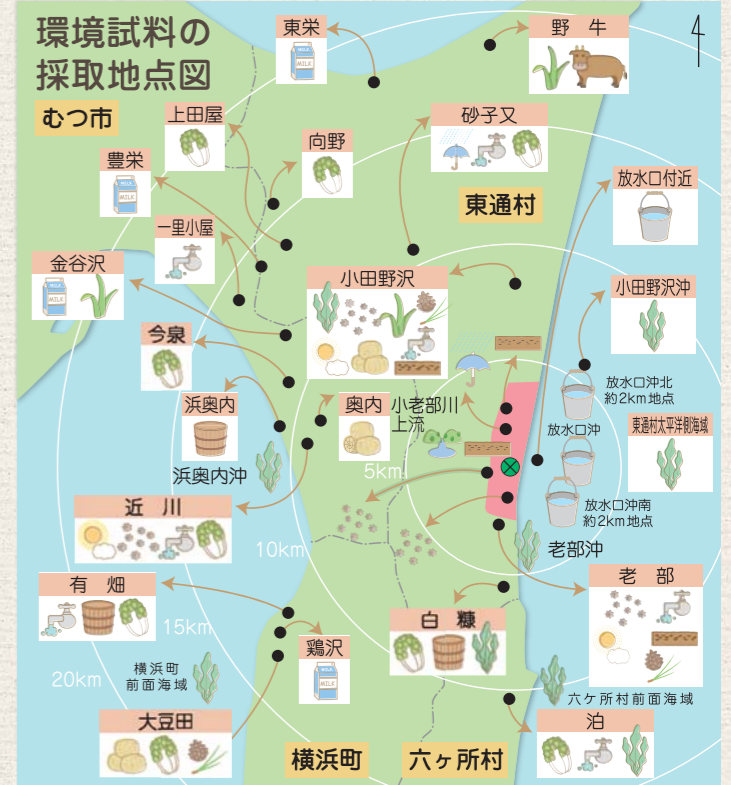 環境試料の
採取地点図
むつ市
東栄
MILK
野 牛
上田屋
向野
砂子又
豊栄
MILK
東通村
放水口付近
一里小屋
金谷沢
MILK
小田野沢
小田野沢沖
今泉
浜奥内
奥内
小老部川
上流
放水口沖北
約2km地点
放水口沖
東通村太平洋側海域
浜奥内沖
5km
放水口沖南
約2km地点
近 川
10km
老部沖
有 畑
15km
老 部
白 糠
鶏沢
MILK
横浜町
前面海域
20km
六ケ所村前面海域
大豆田
泊
横浜町
六ヶ所村